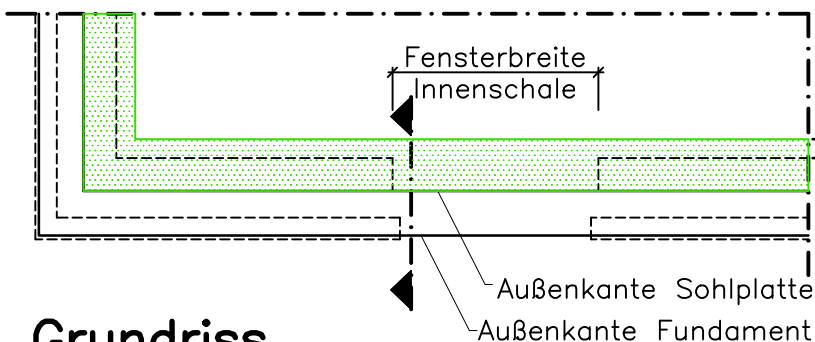 Fensterbreite
Innenschale
Außenkante Sohlplatte
Außenkante Fundament
Grundriss